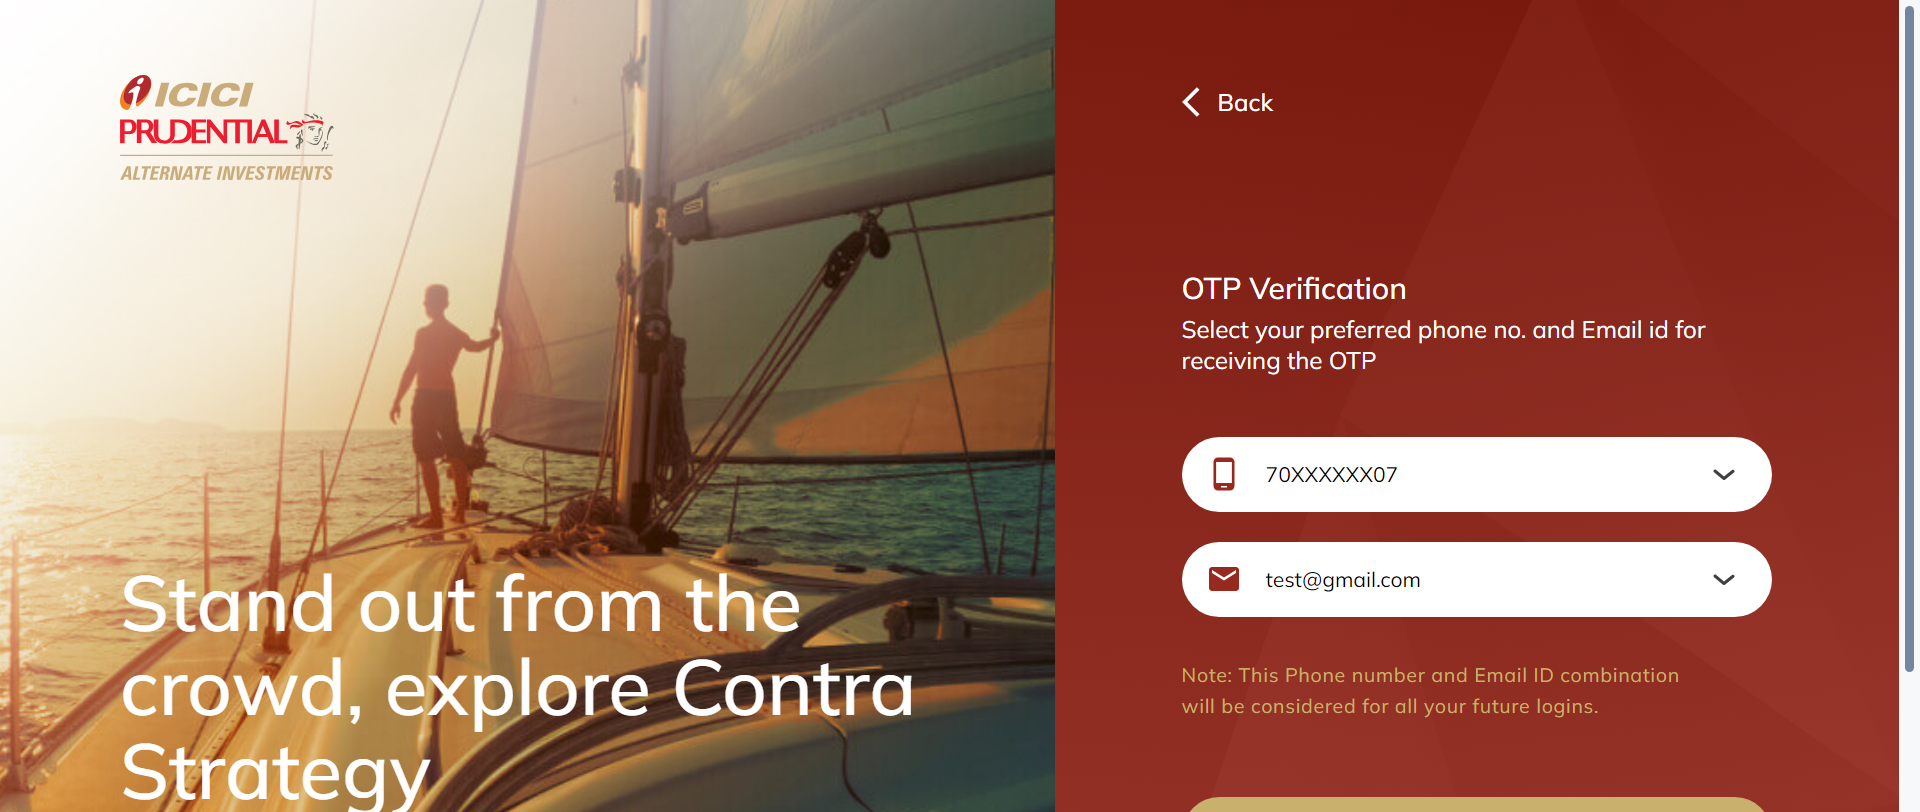 ICICI
PRUDENTIAL
ALTERNATE INVESTMENTS
Stand out from the
crowd, explore Contra
Strategy
Back
OTP Verification
Select your preferred phone no. and Email id for
receiving the OTP
70XXXXXX07
test@gmail.com
Note: This Phone number and Email ID combination
will be considered for all your future logins.